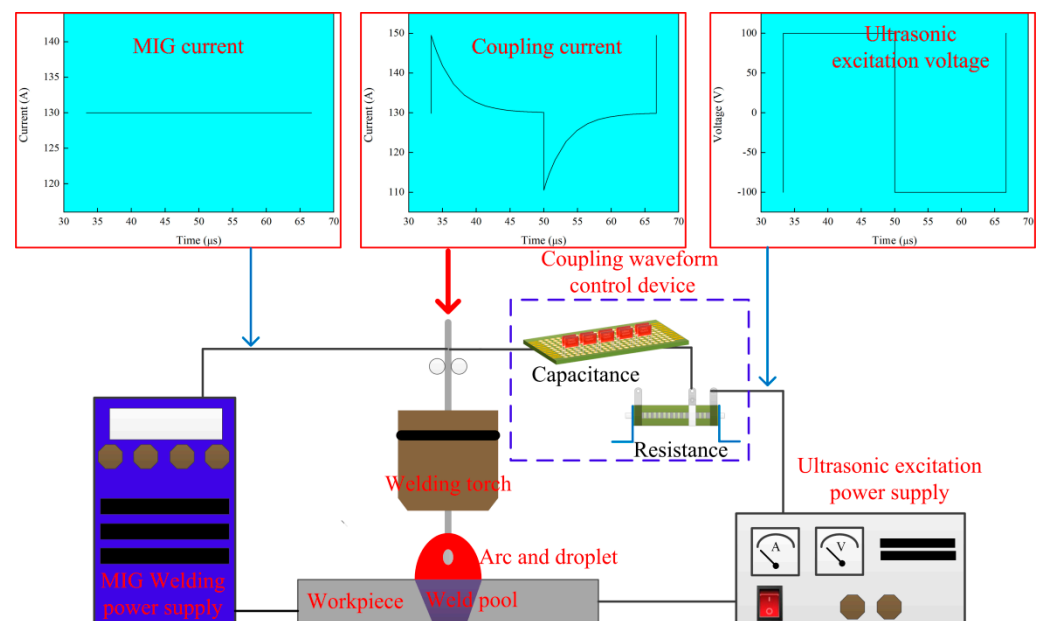 MIG current
140
135
130
125
120
Current (A)
30 35 40 45 50 55 60 65 70
Time (μs)
Coupling current
150
140
130
120
110
Current (A)
30 35 40 45 50 55 60 65 70
Time (μs)
Ultrasonic
excitation voltage
100
50
0
-50
-100
Voltage (V)
30 35 40 45 50 55 60 65 70
Time (μs)
Coupling waveform
control device
Capacitance
Resistance
Welding torch
Ultrasonic excitation
power supply
A
V
Arc and droplet
MIG Welding
power supply
Workpiece
Weld pool